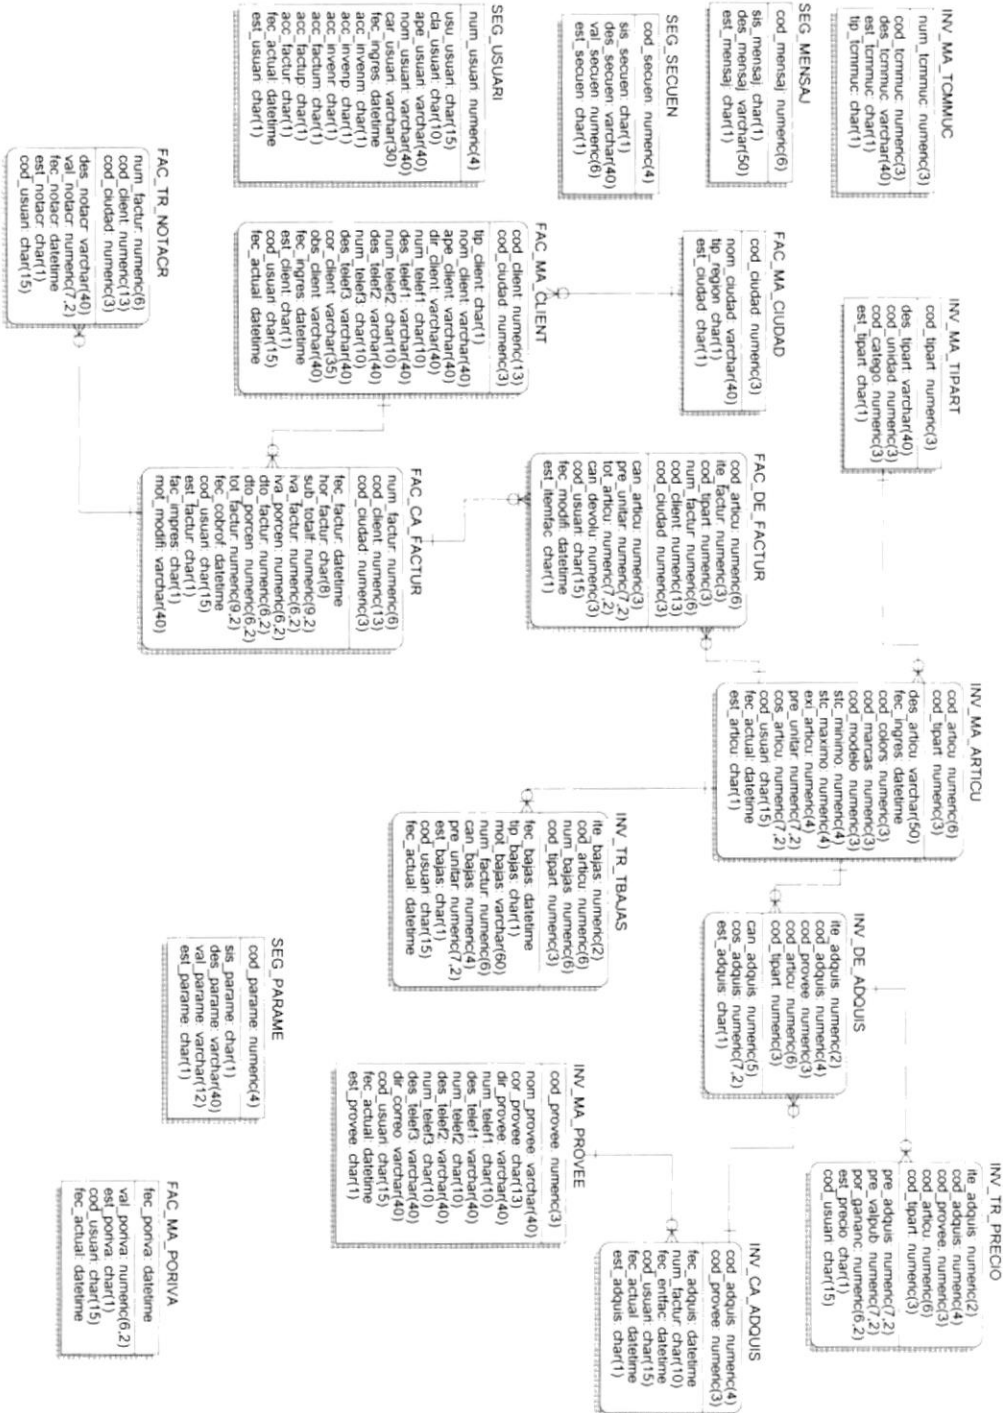 INV_MA_TCMMUC
num_tcmmuc: numeric(3)
cod_tcmmuc: numeric(3)
des_tcmmuc: varchar(40)
est_tcmmuc: char(1)
tip_tcmmuc: char(1)
SEG_MENSAJ
cod_mensaj: numeric(6)
sis_mensaj: char(1)
des_mensaj: varchar(50)
est_mensaj: char(1)
SEG_SECUEN
cod_secuen: numeric(4)
sis_secuen: char(1)
des_secuen: varchar(40)
val_secuen: numeric(6)
est_secuen: char(1)
SEG_USUARI
num_usuari: numeric(4)
usu_usuari: char(15)
cla_usuari: char(10)
ape_usuari: varchar(40)
nom_usuari: varchar(40)
car_usuari: varchar(30)
fec_ingres: datetime
acc_invenm: char(1)
acc_invenp: char(1)
acc_invenr: char(1)
acc_factum: char(1)
acc_factup: char(1)
acc_factur: char(1)
fec_actual: datetime
est_usuari: char(1)
INV_MA_TIPART
cod_tipart: numeric(3)
des_tipart: varchar(40)
cod_unidad: numeric(3)
cod_catego: numeric(3)
est_tipart: char(1)
FAC_MA_CIUDAD
cod_ciudad: numeric(3)
nom_ciudad: varchar(40)
tip_region: char(1)
est_ciudad: char(1)
FAC_MA_CLIENT
cod_client: numeric(13)
cod_ciudad: numeric(3)
tip_client: char(1)
nom_client: varchar(40)
ape_client: varchar(40)
dir_client: varchar(40)
num_telef1: char(10)
des_telef1: varchar(40)
num_telef2: char(10)
des_telef2: varchar(40)
num_telef3: char(10)
des_telef3: varchar(40)
cor_client: varchar(35)
obs_client: varchar(40)
fec_ingres: datetime
est_client: char(1)
cod_usuari: char(15)
fec_actual: datetime
FAC_TR_NOTACR
num_factur: numeric(6)
cod_client: numeric(13)
cod_ciudad: numeric(3)
des_notacr: varchar(40)
val_notacr: numeric(7,2)
fec_notacr: datetime
est_notacr: char(1)
cod_usuari: char(15)
FAC_DE_FACTUR
cod_articu: numeric(6)
ite_factur: numeric(3)
cod_tipart: numeric(3)
num_factur: numeric(6)
cod_client: numeric(13)
cod_ciudad: numeric(3)
can_articu: numeric(3)
pre_unitar: numeric(7,2)
tot_articu: numeric(7,2)
can_devolu: numeric(3)
cod_usuari: char(15)
fec_modifi: datetime
est_itemfac: char(1)
FAC_CA_FACTUR
num_factur: numeric(6)
cod_client: numeric(13)
cod_ciudad: numeric(3)
fec_factur: datetime
hor_factur: char(8)
sub_totalf: numeric(9,2)
iva_factur: numeric(6,2)
iva_porcen: numeric(6,2)
dto_factur: numeric(6,2)
dto_porcen: numeric(6,2)
tot_factur: numeric(9,2)
fec_cobrof: datetime
cod_usuari: char(15)
est_factur: char(1)
fac_impres: char(1)
mot_modifi: varchar(40)
INV_MA_ARTICU
cod_articu: numeric(6)
cod_tipart: numeric(3)
des_articu: varchar(50)
fec_ingres: datetime
cod_colors: numeric(3)
cod_marcas: numeric(3)
cod_modelo: numeric(3)
stc_minimo: numeric(4)
stc_maximo: numeric(4)
exi_articu: numeric(4)
pre_unitar: numeric(7,2)
cos_articu: numeric(7,2)
cod_usuari: char(15)
fec_actual: datetime
est_articu: char(1)
INV_TR_TBAJAS
ite_bajas: numeric(2)
cod_articu: numeric(6)
num_bajas: numeric(6)
cod_tipart: numeric(3)
fec_bajas: datetime
tip_bajas: char(1)
mot_bajas: varchar(60)
num_factur: numeric(6)
can_bajas: numeric(4)
pre_unitar: numeric(7,2)
est_bajas: char(1)
cod_usuari: char(15)
fec_actual: datetime
INV_DE_ADQUIS
ite_adquis: numeric(2)
cod_adquis: numeric(4)
cod_provee: numeric(3)
cod_articu: numeric(6)
cod_tipart: numeric(3)
can_adquis: numeric(5)
cos_adquis: numeric(7,2)
est_adquis: char(1)
SEG_PARAME
cod_parame: numeric(4)
sis_parame: char(1)
des_parame: varchar(40)
val_parame: varchar(12)
est_parame: char(1)
INV_MA_PROVEE
cod_provee: numeric(3)
nom_provee: varchar(40)
cor_provee: char(13)
dir_provee: varchar(40)
num_telef1: char(10)
des_telef1: varchar(40)
num_telef2: char(10)
des_telef2: varchar(40)
num_telef3: char(10)
des_telef3: varchar(40)
dir_correo: varchar(40)
cod_usuari: char(15)
fec_actual: datetime
est_provee: char(1)
INV_TR_PRECIO
ite_adquis: numeric(2)
cod_adquis: numeric(4)
cod_provee: numeric(3)
cod_articu: numeric(6)
cod_tipart: numeric(3)
pre_adquis: numeric(7,2)
pre_valpub: numeric(7,2)
por_gananc: numeric(6,2)
est_precio: char(1)
cod_usuari: char(15)
INV_CA_ADQUIS
cod_adquis: numeric(4)
cod_provee: numeric(3)
fec_adquis: datetime
num_factur: char(10)
fec_entfac: datetime
cod_usuari: char(15)
fec_actual: datetime
est_adquis: char(1)
FAC_MA_PORIVA
fec_poriva: datetime
val_poriva: numeric(6,2)
est_poriva: char(1)
cod_usuari: char(15)
fec_actual: datetime